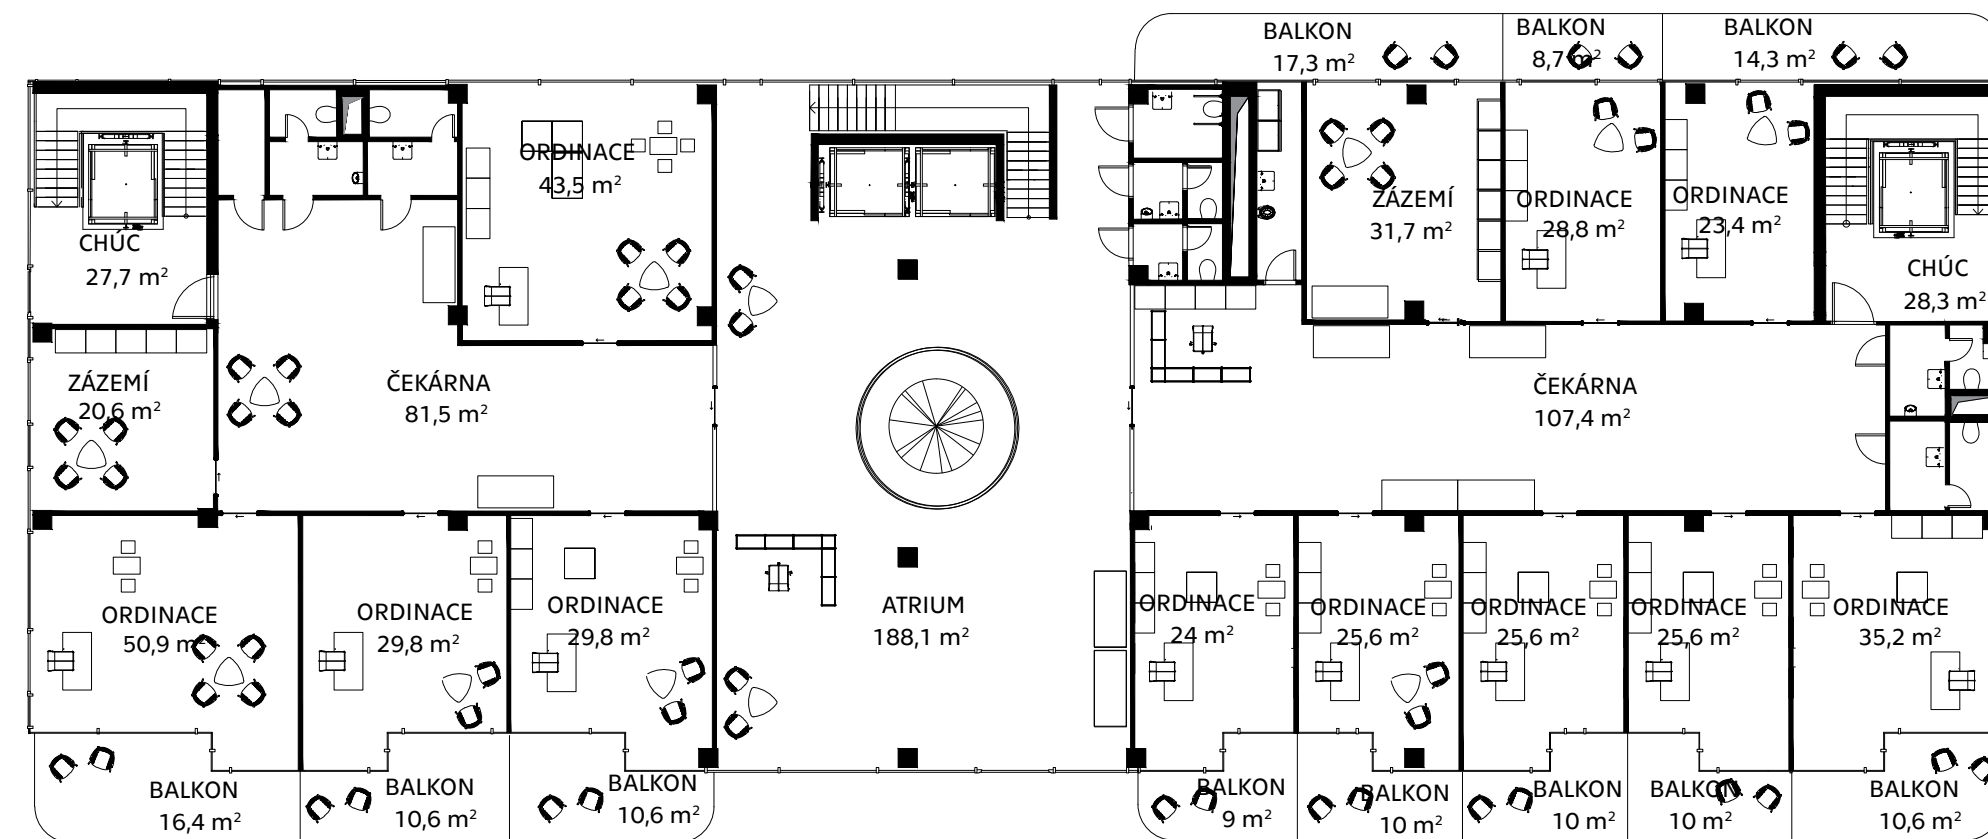 BALKON
17,3 m²
BALKON
8,7 m²
BALKON
14,3 m²
ORDINACE
43,5 m²
ZÁZEMÍ
31,7 m²
ORDINACE
28,8 m²
ORDINACE
23,4 m²
CHÚC
27,7 m²
CHÚC
28,3 m²
ZÁZEMÍ
20,6 m²
ČEKÁRNA
81,5 m²
ČEKÁRNA
107,4 m²
ORDINACE
50,9 m²
ORDINACE
29,8 m²
ORDINACE
29,8 m²
ATRIUM
188,1 m²
ORDINACE
24 m²
ORDINACE
25,6 m²
ORDINACE
25,6 m²
ORDINACE
25,6 m²
ORDINACE
35,2 m²
BALKON
16,4 m²
BALKON
10,6 m²
BALKON
10,6 m²
BALKON
9 m²
BALKON
10 m²
BALKON
10 m²
BALKON
10 m²
BALKON
10,6 m²